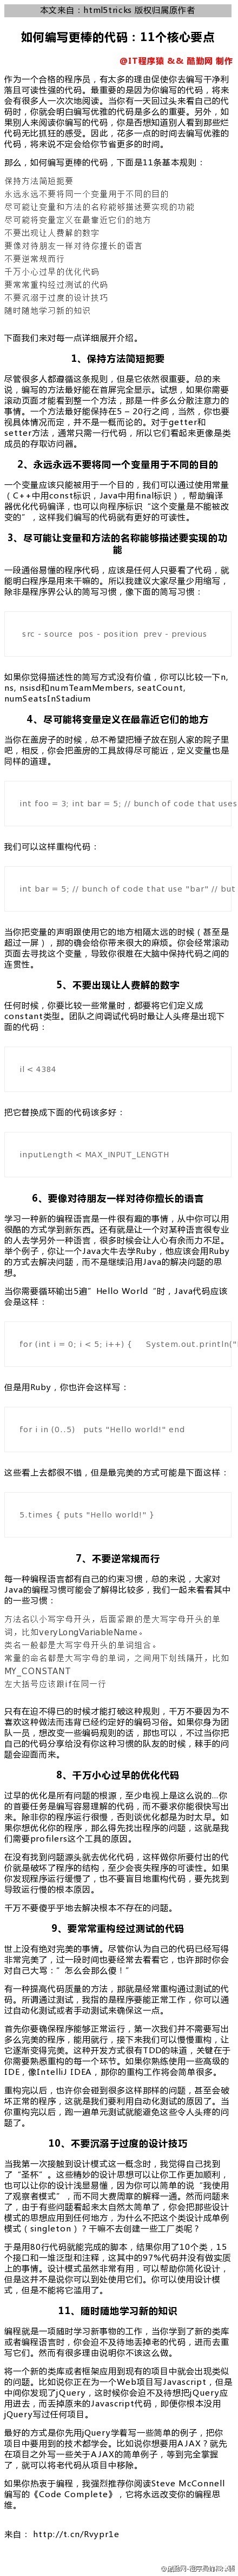 本文来自：html5tricks 版权归属原作者
如何编写更棒的代码：11个核心要点
@IT程序猿 && 酷勤网 制作
作为一个合格的程序员，有太多的理由促使你去编写干净利
落且可读性强的代码。最重要的是因为你编写的代码，将来
会有很多人一次次地阅读。当你有一天回过头来看自己的代
码时，你就会明白编写优雅的代码是多么的重要。另外，如
果别人来阅读你编写的代码，你是否想知道别人看到那些烂
代码无比抓狂的感受。因此，花多一点的时间去编写优雅的
代码，将来说不定会给你节省更多的时间。
那么，如何编写更棒的代码，下面是11条基本规则：
保持方法简短扼要
永远永远不要将同一个变量用于不同的目的
尽可能让变量和方法的名称能够描述要实现的功能
尽可能将变量定义在最靠近它们的地方
不要出现让人费解的数字
要像对待朋友一样对待你擅长的语言
不要逆常规而行
千万小心过早的优化代码
要常常重构经过测试的代码
不要沉溺于过度的设计技巧
随时随地学习新的知识
下面我们来对每一点详细展开介绍。
1、保持方法简短扼要
尽管很多人都遵循这条规则，但是它依然很重要。总的来
说，编写的方法最好能在首屏完全显示。试想，如果你需要
滚动页面才能看到整个一方法，那是一件多么分散注意力的
事情。一个方法最好能保持在5 – 20行之间，当然，你也要
视具体情况而定，并不是一概而论的。对于getter和
setter方法，通常只需一行代码，所以它们看起来更像是类
成员的存取访问器。
2、永远永远不要将同一个变量用于不同的目的
一个变量应该只能被用于一个目的，我们可以通过使用常量
（C++中用const标识，Java中用final标识），帮助编译
器优化代码编译，也可以向程序标识“这个变量是不能被改
变的”，这样我们编写的代码就有更好的可读性。
3、尽可能让变量和方法的名称能够描述要实现的功
能
一段通俗易懂的程序代码，应该是任何人只要看了代码，就
能明白程序是用来干嘛的。所以我建议大家尽量少用缩写，
除非是程序界公认的简写习惯，像下面的简写习惯：
src - source pos - position prev - previous
如果你觉得描述性的简写方式没有价值，你可以比较一下n,
ns, nsisd和numTeamMembers, seatCount,
numSeatsInStadium
4、尽可能将变量定义在最靠近它们的地方
当你在盖房子的时候，总不希望把锤子放在别人家的院子里
吧，相反，你会把盖房的工具放得尽可能近，定义变量也是
同样的道理。
int foo = 3; int bar = 5; // bunch of code that uses
我们可以这样重构代码：
int bar = 5; // bunch of code that use "bar" // but
当你把变量的声明跟使用它的地方相隔太远的时候（甚至是
超过一屏），那的确会给你带来很大的麻烦。你会经常滚动
页面去寻找这个变量，导致你很难在大脑中保持代码之间的
连贯性。
5、不要出现让人费解的数字
任何时候，你要比较一些常量时，都要将它们定义成
constant类型。团队之间调试代码时最让人头疼是出现下
面的代码：
il < 4384
把它替换成下面的代码该多好：
inputLength < MAX_INPUT_LENGTH
6、要像对待朋友一样对待你擅长的语言
学习一种新的编程语言是一件很有趣的事情，从中你可以用
很酷的方式学到新东西。还有就是让一个对某种语言很专业
的人去学另外一种语言，很多时候会让人心有余而力不足。
举个例子，你让一个Java大牛去学Ruby，他应该会用Ruby
的方式去解决问题，而不是继续沿用Java的解决问题的思
想。
当你需要循环输出5遍”Hello World“时，Java代码应该
会是这样：
for (int i = 0; i < 5; i++) { System.out.println("
但是用Ruby，你也许会这样写：
for i in (0..5) puts "Hello world!" end
这些看上去都很不错，但是最完美的方式可能是下面这样：
5.times { puts "Hello world!" }
7、不要逆常规而行
每一种编程语言都有自己的约束习惯，总的来说，大家对
Java的编程习惯可能会了解得比较多，我们一起来看看其中
的一些习惯：
方法名以小写字母开头，后面紧跟的是大写字母开头的单
词，比如veryLongVariableName。
类名一般都是大写字母开头的单词组合。
常量的命名都是大写字母的单词，之间用下划线隔开，比如
MY_CONSTANT
左大括号应该跟if在同一行
只有在迫不得已的时候才能打破这种规则，千万不要因为不
喜欢这种做法而违背已经约定好的编码习俗。如果你身为团
队一员，想改变一些编码规则的话，那也可以，不过当你把
自己的代码分享给没有你这种习惯的队友的时候，棘手的问
题会迎面而来。
8、千万小心过早的优化代码
过早的优化是所有问题的根源，至少电视上是这么说的…你
的首要任务是编写容易理解的代码，而不要求你能很快写出
来。除非你的程序运行很慢，否则谈优化都是为时太早。如
果你想优化你的程序，那么得先找出程序的问题，这就是我
们需要profilers这个工具的原因。
在没有找到问题源头就去优化代码，这样做你所要付出的代
价就是破坏了程序的结构，至少会丧失程序的可读性。如果
你发现程序运行缓慢了，也不要盲目地重构代码，要先找到
导致运行慢的根本原因。
千万不要傻乎乎地去解决根本不存在的问题。
9、要常常重构经过测试的代码
世上没有绝对完美的事情。尽管你认为自己的代码已经写得
非常完美了，过一段时间也要经常去看看它，也许那时你会
对自己大骂：”怎么会那么傻！“
有一种提高代码质量的方法，那就是经常重构通过测试的代
码。所谓通过测试，我指的是程序要能正常工作，你可以通
过自动化测试或者手动测试来确保这一点。
首先你要确保程序能够正常运行，第一次我们并不需要写出
多么完美的程序，能用就行，接下来我们可以慢慢重构，让
它逐渐变得完美。这种开发方式很有TDD的味道，关键在于
你需要熟悉重构的每一个环节。如果你熟练使用一些高级的
IDE，像IntelliJ IDEA，那你的重构工作将会简单很多。
重构完以后，也许你会碰到很多这样那样的问题，甚至会破
坏正常的程序，这就是我们要利用自动化测试的原因了。当
你重构完以后，跑一遍单元测试就能避免这些令人头疼的问
题了。
10、不要沉溺于过度的设计技巧
当我第一次接触到设计模式这一概念时，我觉得自己找到
了“圣杯”。这些精妙的设计思想可以让你工作更加顺利，
也可以让你的设计浅显易懂，因为你可以简单的说“我使用
了观察者模式”，而不同大费周章的解释一通。然而问题来
了，由于有些问题看起来太自然太简单了，你会把那些设计
模式的思想应用到任何地方，为什么不把这个类设计成单例
模式（singleton）？干嘛不去创建一些工厂类呢？
于是用80行代码就能完成的脚本，结果你用了10个类，15
个接口和一堆泛型和注释，这其中的97%代码并没有做实质
上的事情。设计模式虽然非常有用，可以帮助你简化设计，
但是这并不是说你可以到处使用它们。你可以使用设计模
式，但是不能将它滥用了。
11、随时随地学习新的知识
编程就是一项随时学习新事物的工作，当你学到了新的类库
或者编程语言时，你会迫不及待地丢掉老的代码，进而去重
写它们。然而有很多理由说明你不该这么做。
将一个新的类库或者框架应用到现有的项目中就会出现类似
的问题。比如说你正在为一个Web项目写Javascript，但是
中间你发现了jQuery，这时候你会迫不及待想把jQuery应
用进去，而丢掉原来的Javascript代码，即便你根本没用
jQuery写过任何项目。
最好的方式是你先用jQuery学着写一些简单的例子，把你
项目中要用到的技术都学会。比如说你想要用AJAX？就先
在项目之外写一些关于AJAX的简单例子，等到完全掌握
了，就可以将老代码从项目中移除。
如果你热衷于编程，我强烈推荐你阅读Steve McConnell
编写的《Code Complete》，它将永远改变你的编程思
维。
来自： http://t.cn/Rvypr1e